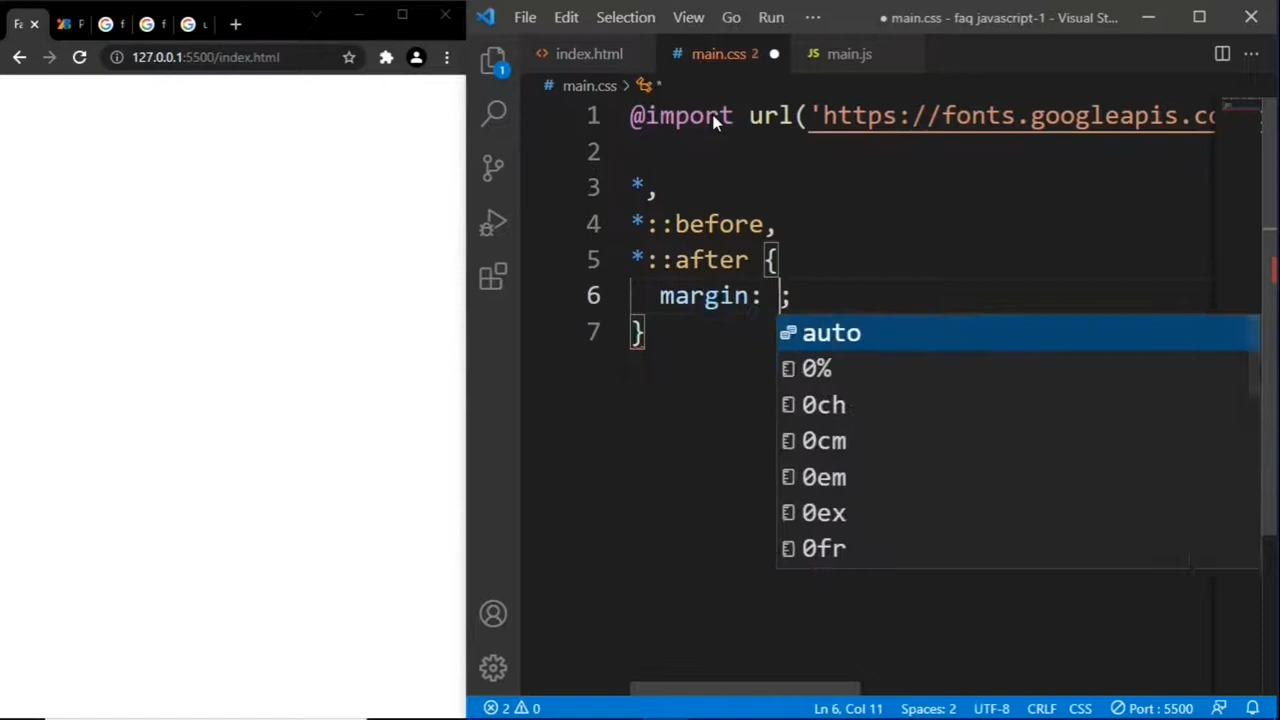 Fa
P
G f
G f
G L
127.0.0.1:5500/index.html
File Edit Selection View Go Run ··· ● main.css - faq javascript-1 - Visual St...
index.html
# main.css 2 ●
JS main.js
# main.css > *
1
1 @import url('https://fonts.googleapis.co
2
3 *,
4 *::before,
5 *::after {
6 margin: ;
7 }
auto
0%
0ch
0cm
0em
0ex
0fr
2 0 Ln 6, Col 11 Spaces: 2 UTF-8 CRLF CSS Port : 5500